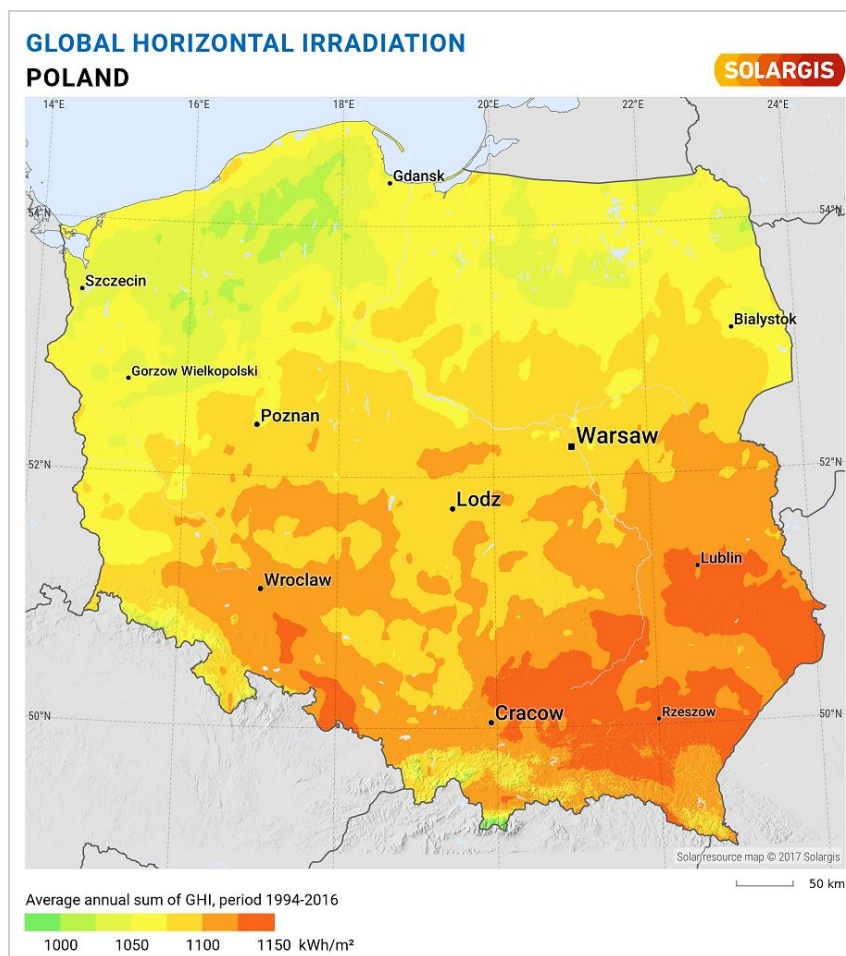 GLOBAL HORIZONTAL IRRADIATION
POLAND
SOLARGIS
14°E 16°E 18°E 20°E 22°E 24°E
Gdansk
54°N 54°N
Szczecin
Bialystok
Gorzow Wielkopolski
Poznan
Warsaw
52°N 52°N
Lodz
Lublin
Wroclaw
50°N Cracow Rzeszow 50°N
Solar resource map © 2017 Solargis
50 km
Average annual sum of GHI, period 1994-2016
1000 1050 1100 1150 kWh/m²